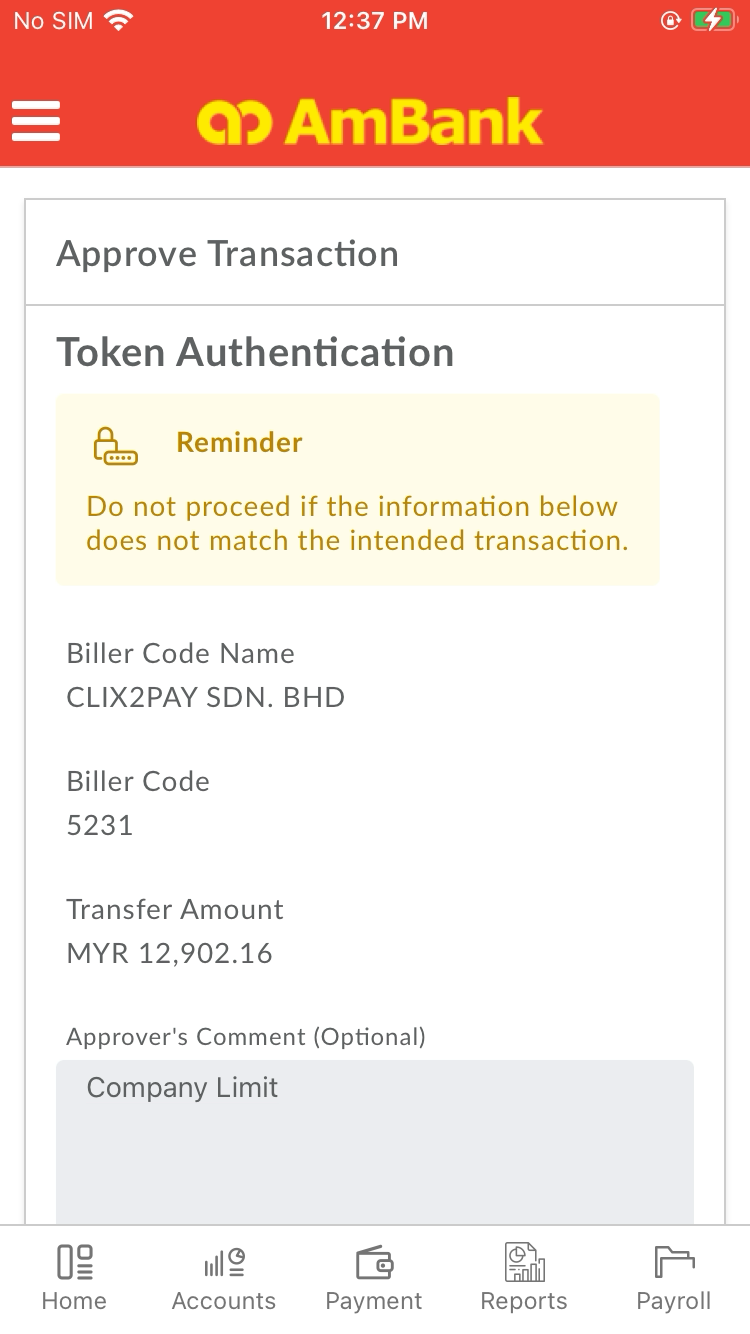 No SIM 12:37 PM
AmBank
Approve Transaction
Token Authentication
Reminder
Do not proceed if the information below
does not match the intended transaction.
Biller Code Name
CLIX2PAY SDN. BHD
Biller Code
5231
Transfer Amount
MYR 12,902.16
Approver's Comment (Optional)
Company Limit
Home Accounts Payment Reports Payroll